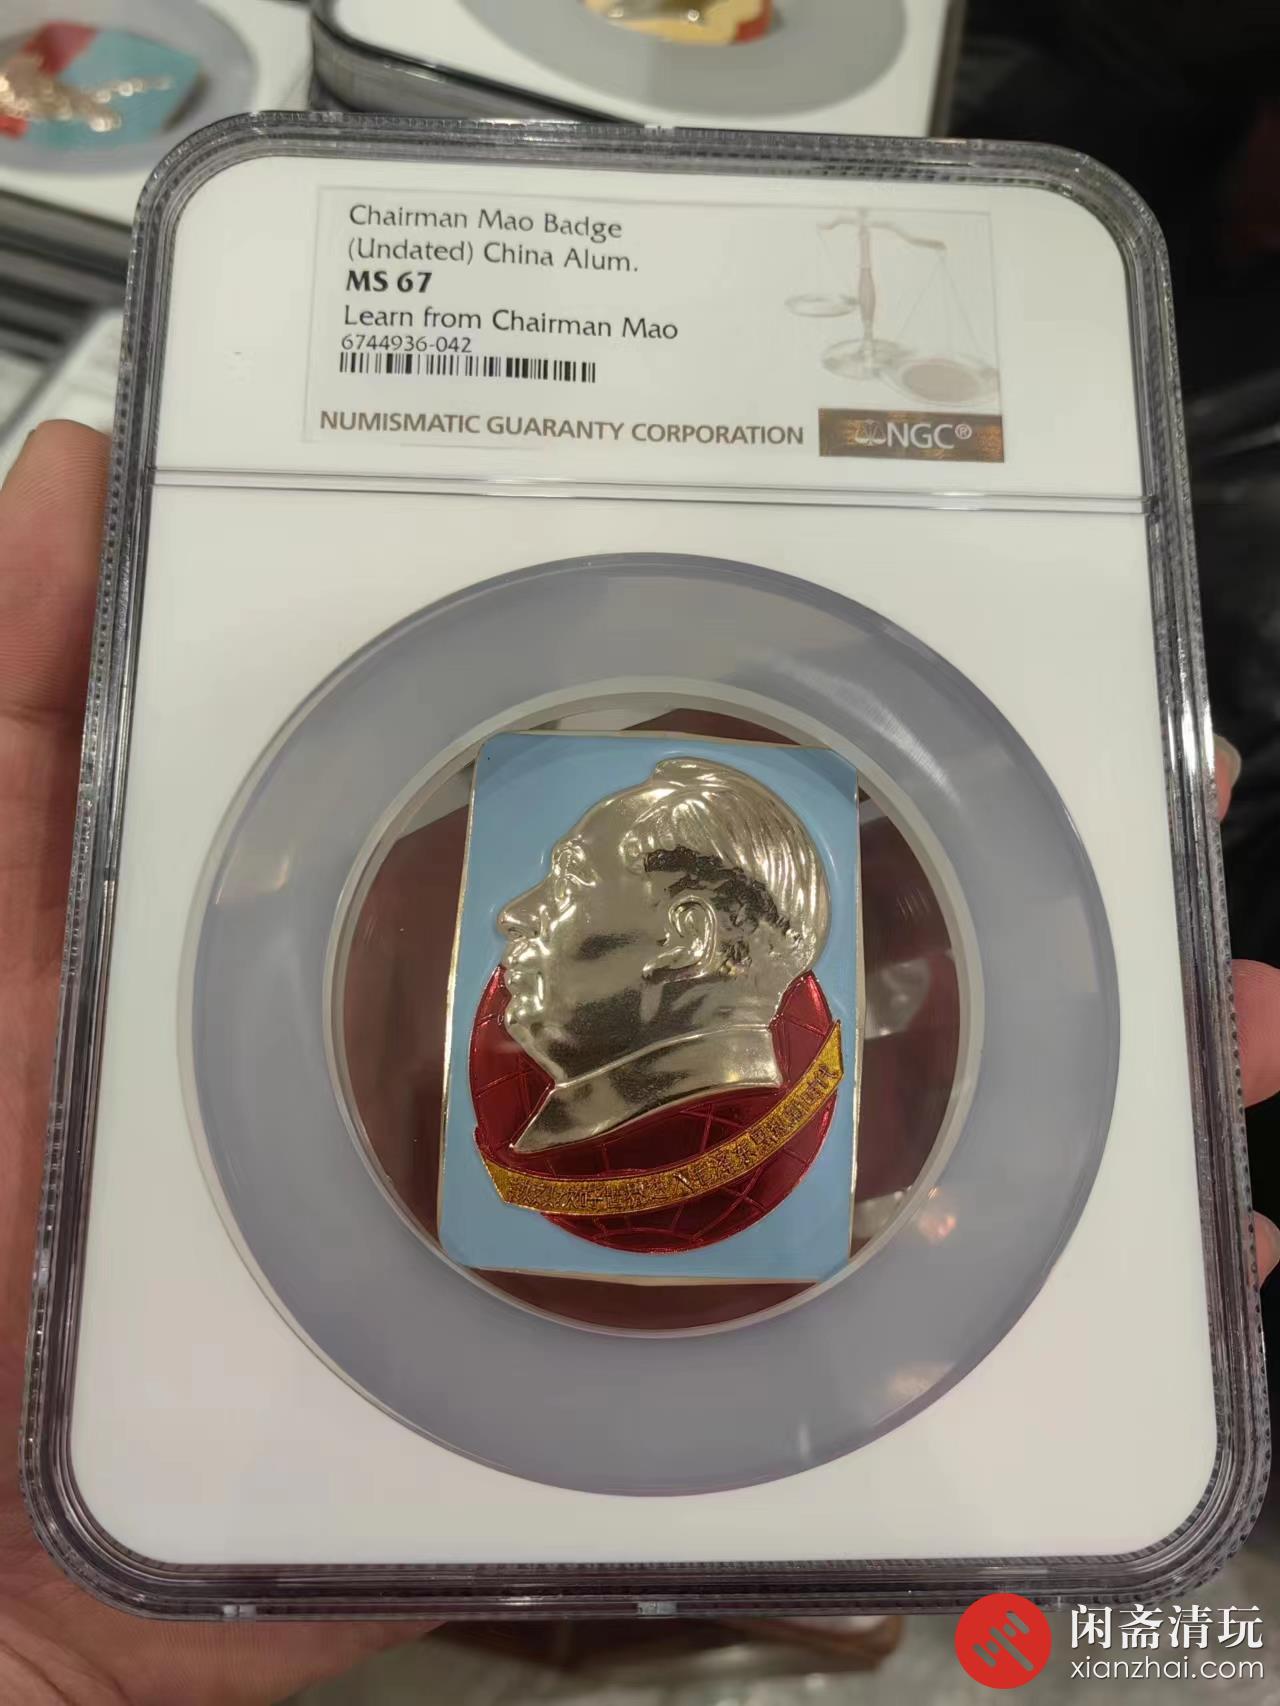 Chairman Mao Badge
(Undated) China Alum.
MS 67
Learn from Chairman Mao
6744936-042
NUMISMATIC GUARANTY CORPORATION
NGC®
闲斋清玩
xianzhai.com